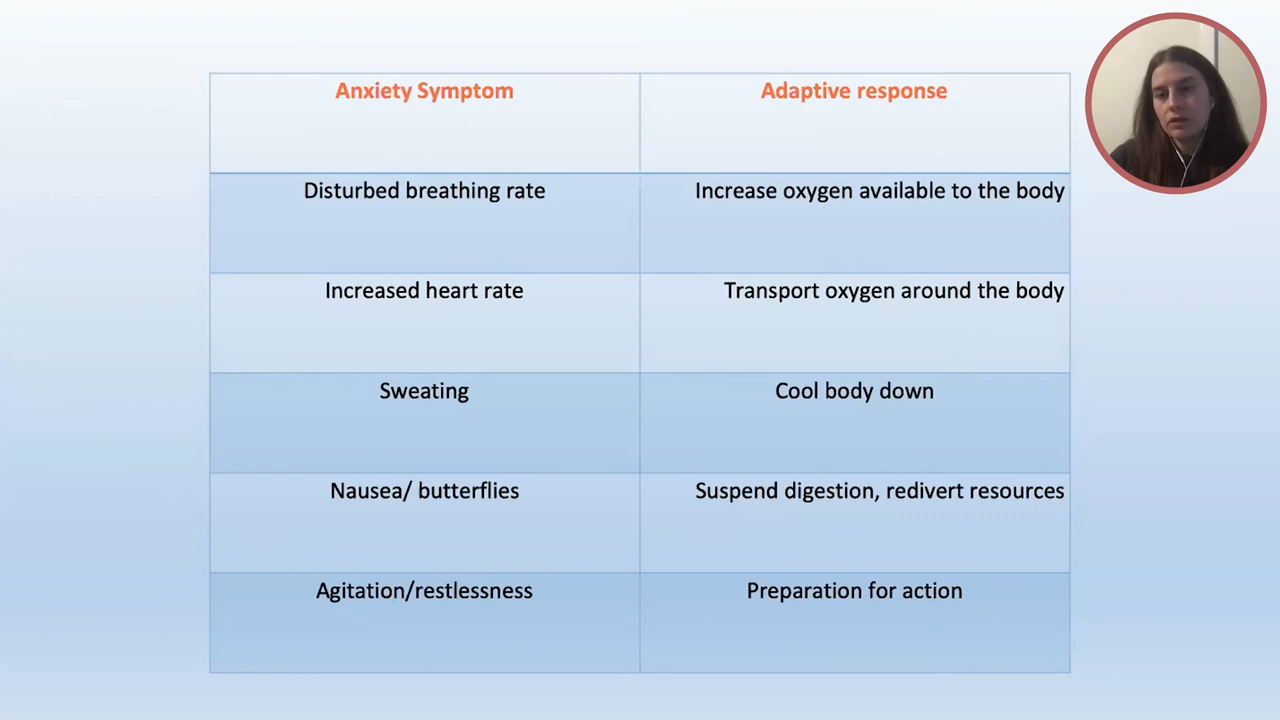 Anxiety Symptom
Adaptive response
Disturbed breathing rate
Increase oxygen available to the body
Increased heart rate
Transport oxygen around the body
Sweating
Cool body down
Nausea/ butterflies
Suspend digestion, redivert resources
Agitation/restlessness
Preparation for action